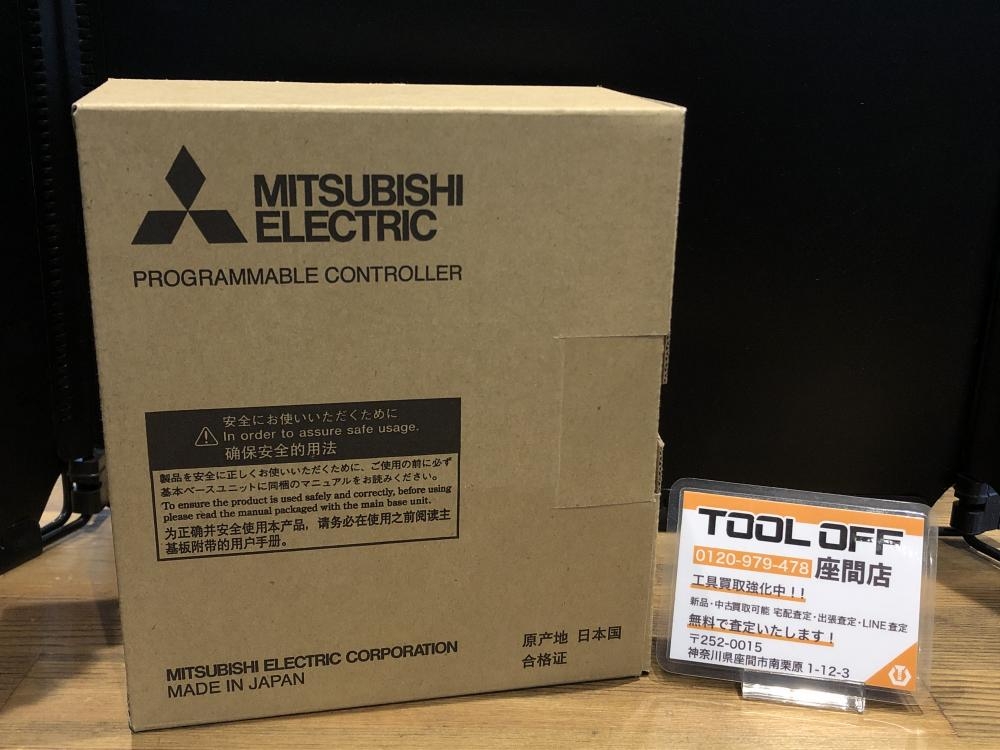 MITSUBISHI
ELECTRIC
PROGRAMMABLE CONTROLLER
安全にお使いいただくために
In order to assure safe usage.
确保安全的用法
製品を安全に正しくお使いいただくために、ご使用の前に必ず
基本ベースユニットに同梱のマニュアルをお読みください。
To ensure the product is used safely and correctly, before using
please read the manual packaged with the main base unit.
为正确并安全使用本产品，请务必在使用之前阅读主
基板附带的用户手册。
MITSUBISHI ELECTRIC CORPORATION
MADE IN JAPAN
原产地 日本国
合格证
TOOL OFF
0120-979-478 座間店
工具買取強化中！！
新品・中古買取可能 宅配査定・出張査定・LINE査定
無料で査定いたします！
〒252-0015
神奈川県座間市南栗原 1-12-3